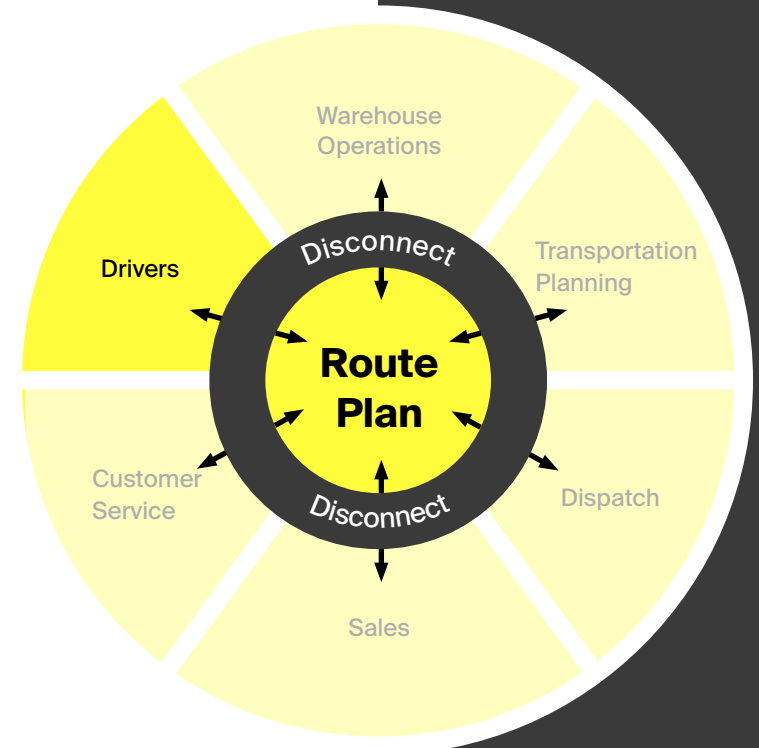 Warehouse
Operations
Disconnect
Transportation
Planning
Drivers
Route
Plan
Customer
Service
Dispatch
Disconnect
Sales